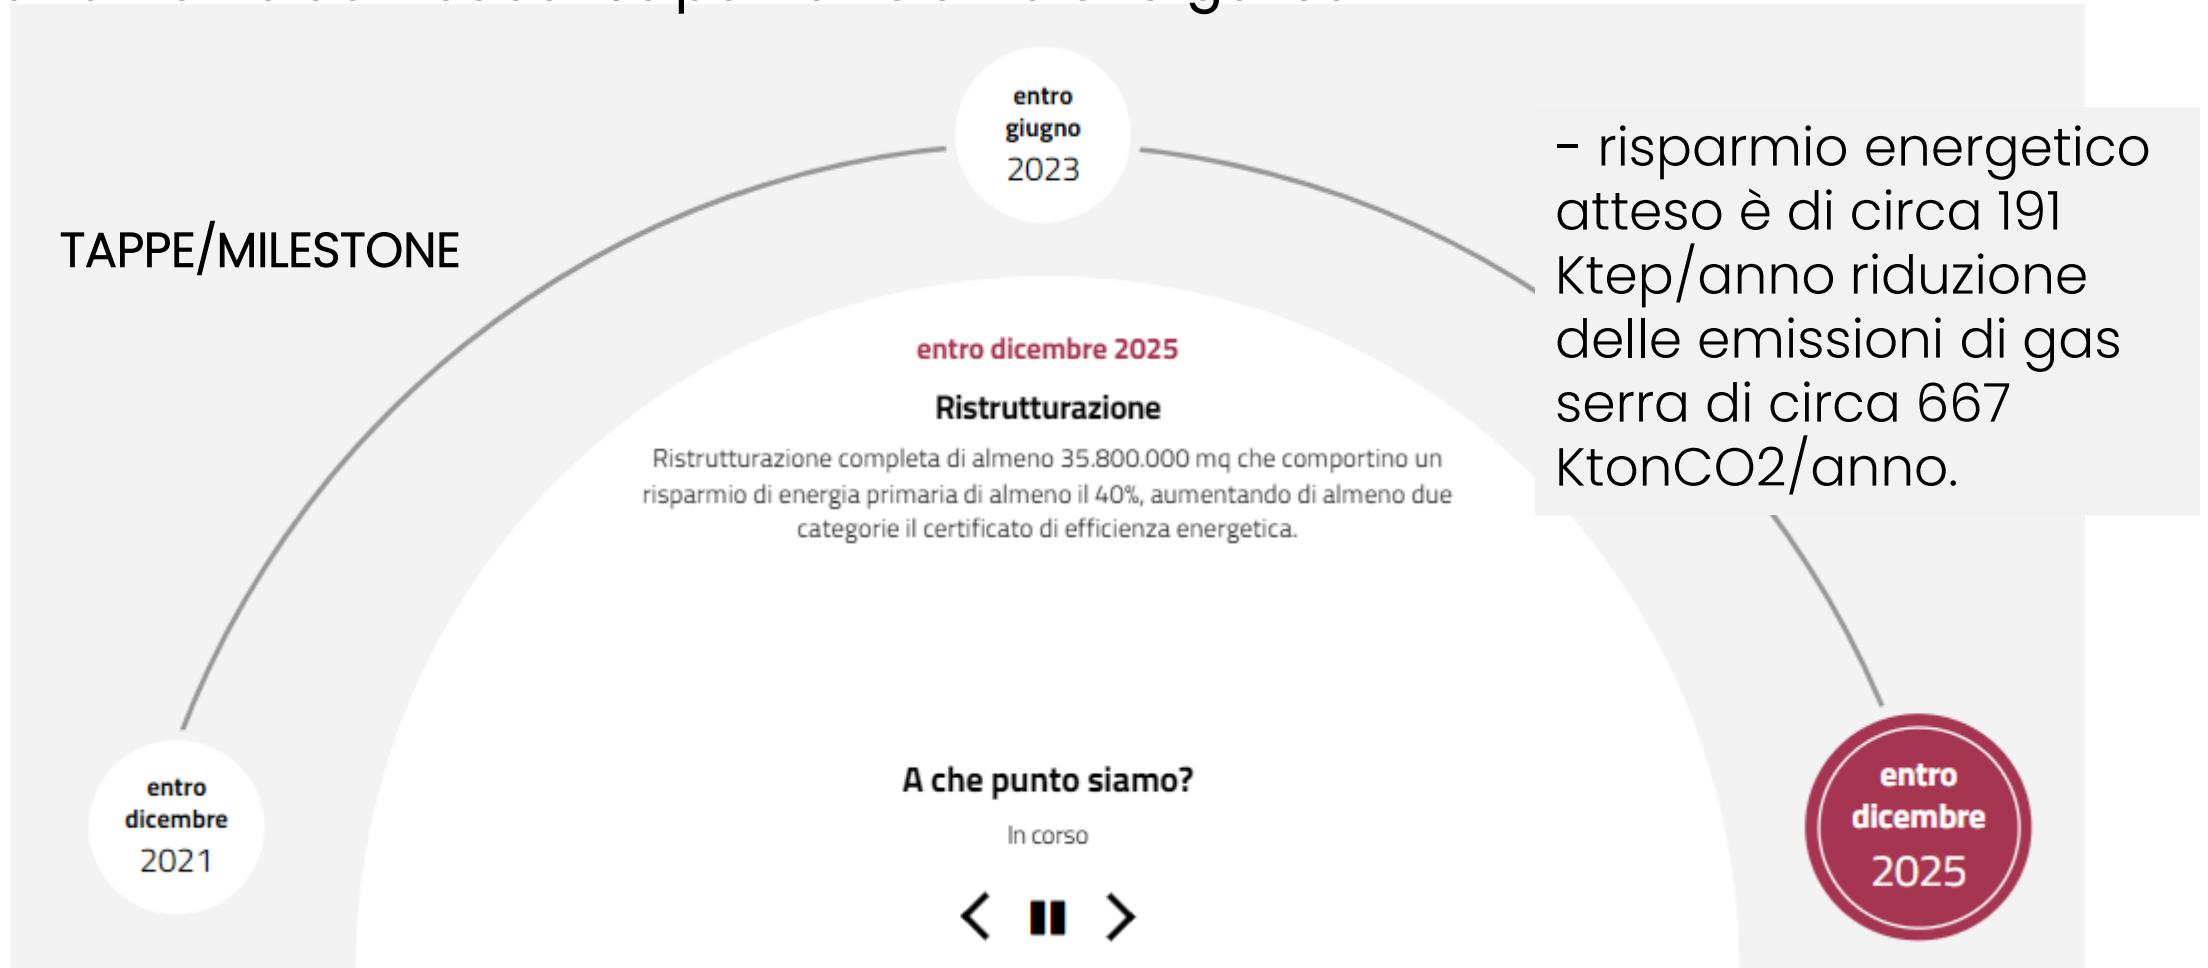 entro
giugno
2023
TAPPE/MILESTONE
- risparmio energetico
atteso è di circa 191
Ktep/anno riduzione
delle emissioni di gas
serra di circa 667
KtonCO2/anno.
entro dicembre 2025
Ristrutturazione
Ristrutturazione completa di almeno 35.800.000 mq che comportino un
risparmio di energia primaria di almeno il 40%, aumentando di almeno due
categorie il certificato di efficienza energetica.
A che punto siamo?
In corso
entro
dicembre
2021
entro
dicembre
2025